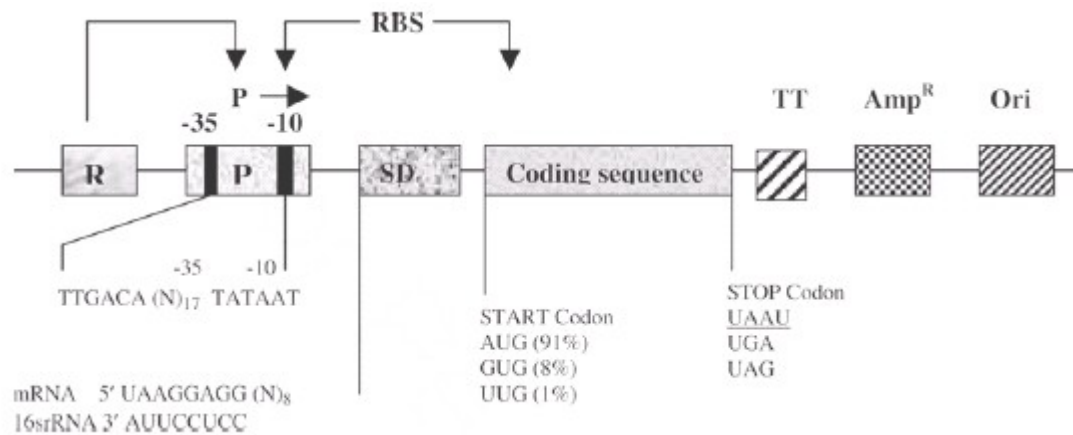 RBS
P
TT Amp^R Ori
-35 -10
R P SD Coding sequence
-35 -10
TTGACA (N)17 TATAAT
START Codon
AUG (91%)
GUG (8%)
UUG (1%)
STOP Codon
UAAU
UGA
UAG
mRNA 5′ UAAGGAGG (N)8
16srRNA 3′ AUUCCUCC